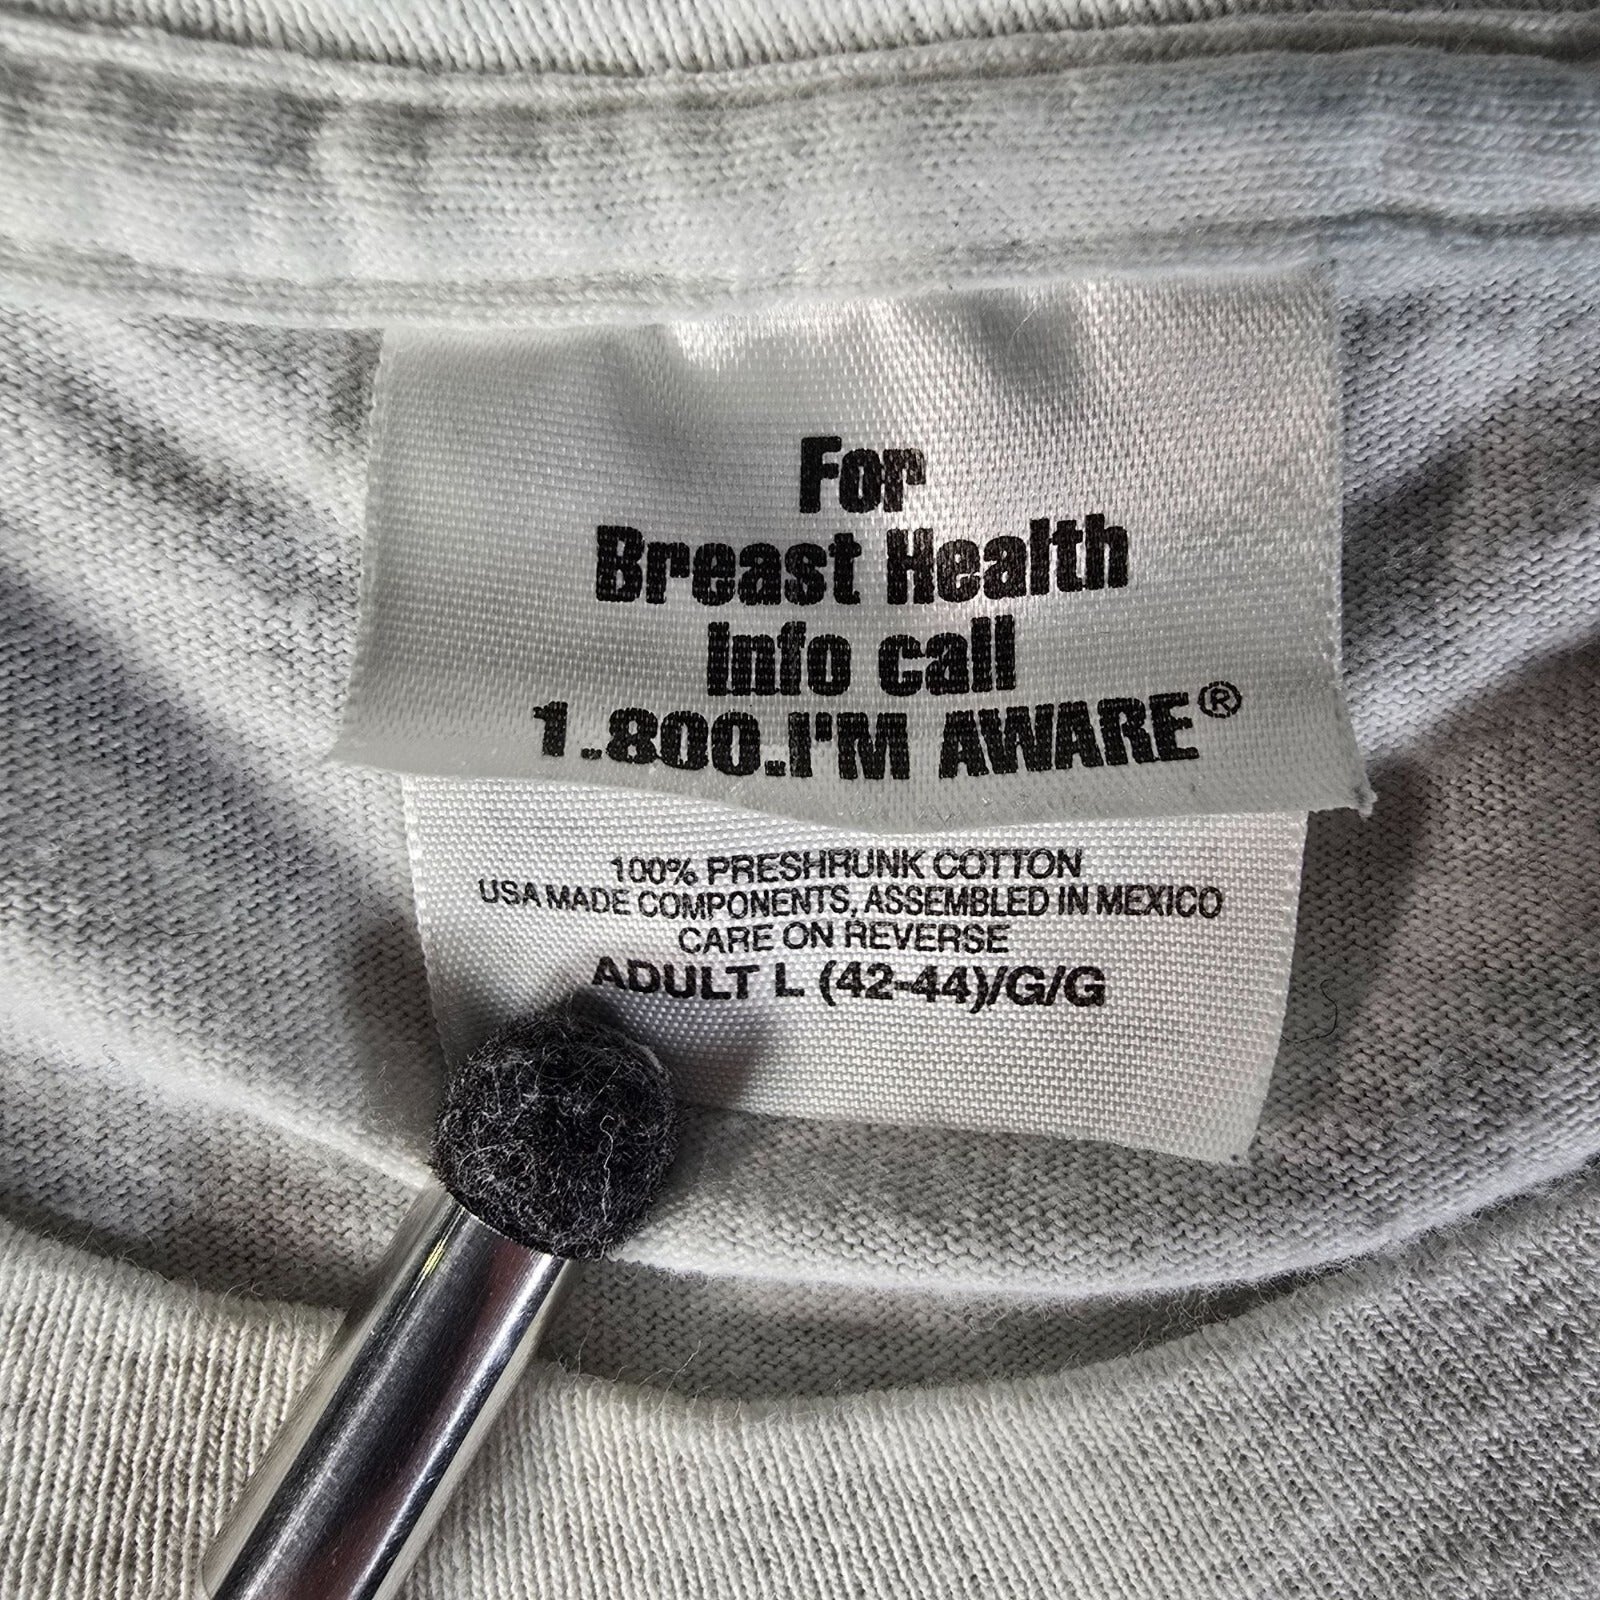 For
Breast Health
Info call
1.800.I'M AWARE®
100% PRESHRUNK COTTON
USA MADE COMPONENTS, ASSEMBLED IN MEXICO
CARE ON REVERSE
ADULT L (42-44)/G/G